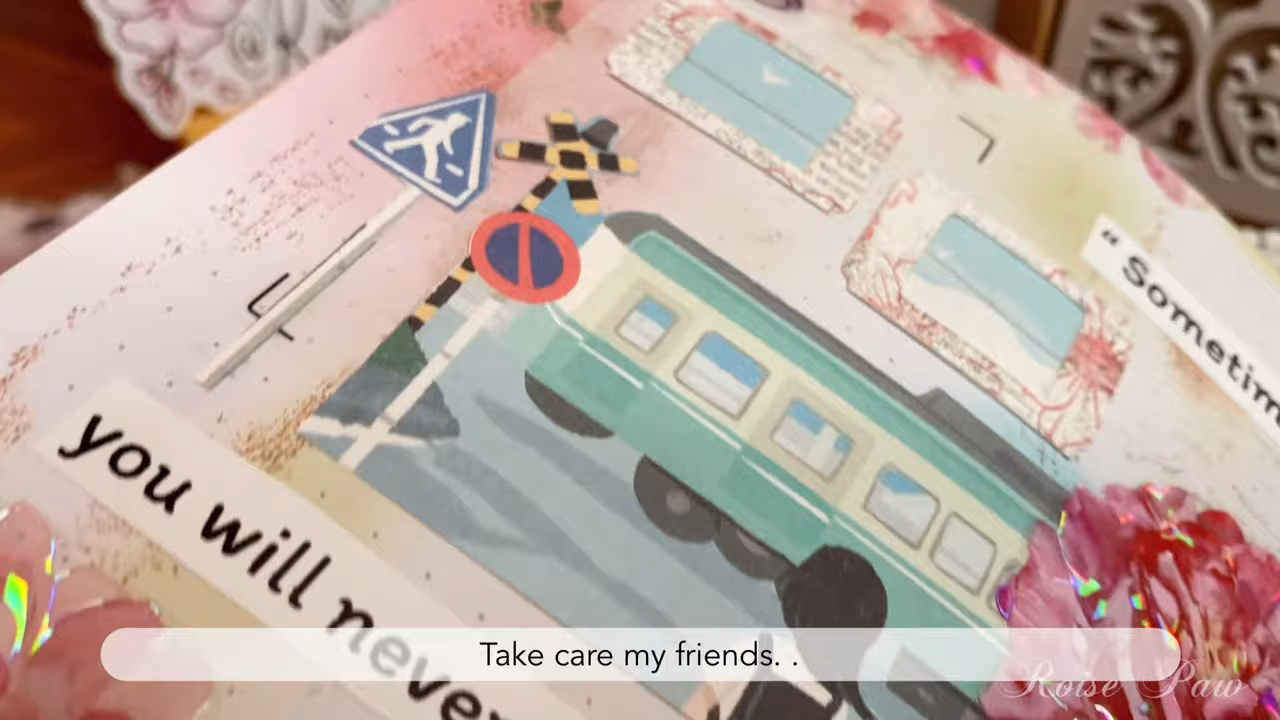 “Sometim
you will never
Take care my friends. .
Roise Paw